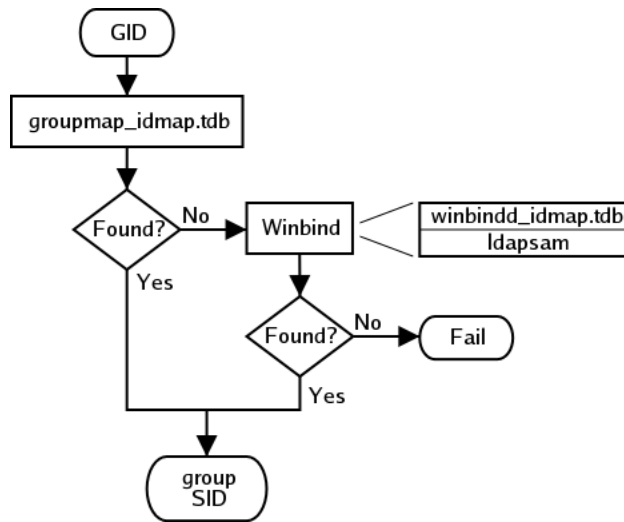 GID
groupmap_idmap.tdb
Found?
No
Winbind
winbindd_idmap.tdb
ldapsam
Yes
Found?
No
Fail
Yes
group
SID